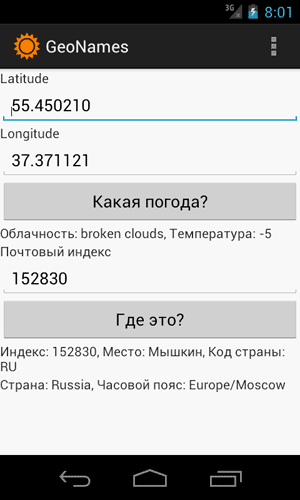 3G 8:01
GeoNames
Latitude
55.450210
Longitude
37.371121
Какая погода?
Облачность: broken clouds, Температура: -5
Почтовый индекс
152830
Где это?
Индекс: 152830, Место: Мышкин, Код страны:
RU
Страна: Russia, Часовой пояс: Europe/Moscow